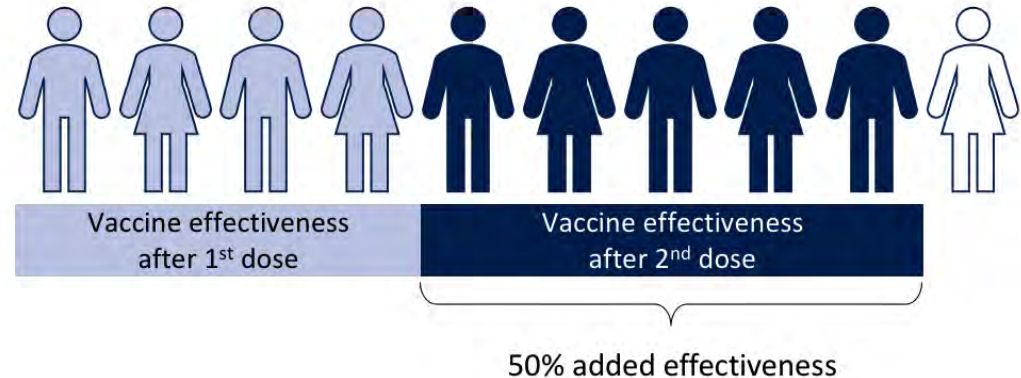 Vaccine effectiveness
after 1st dose
Vaccine effectiveness
after 2nd dose
50% added effectiveness